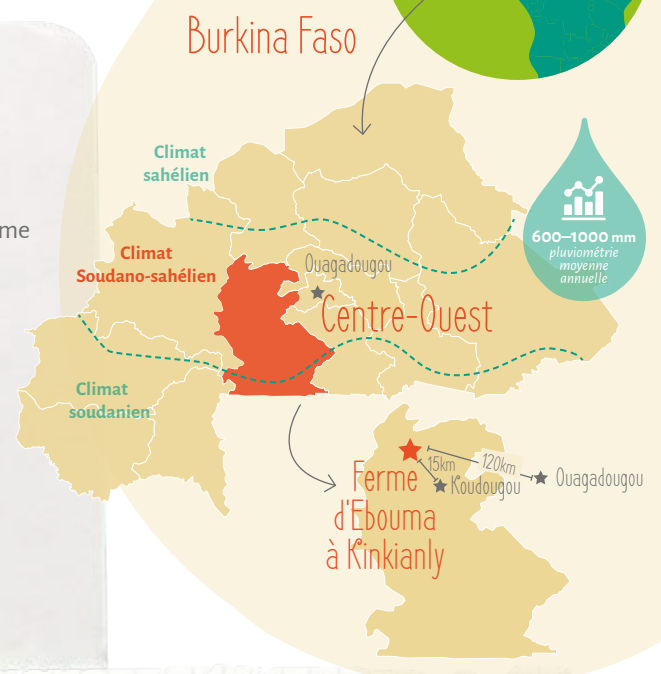 Burkina Faso
Climat
sahélien
me
Climat
Soudano-sahélien
600–1000 mm
pluviométrie
moyenne
annuelle
Ouagadougou
Centre-Ouest
Climat
soudanien
15km
120km
Koudougou
Ouagadougou
Ferme
d'Ebouma
à Kinkianly